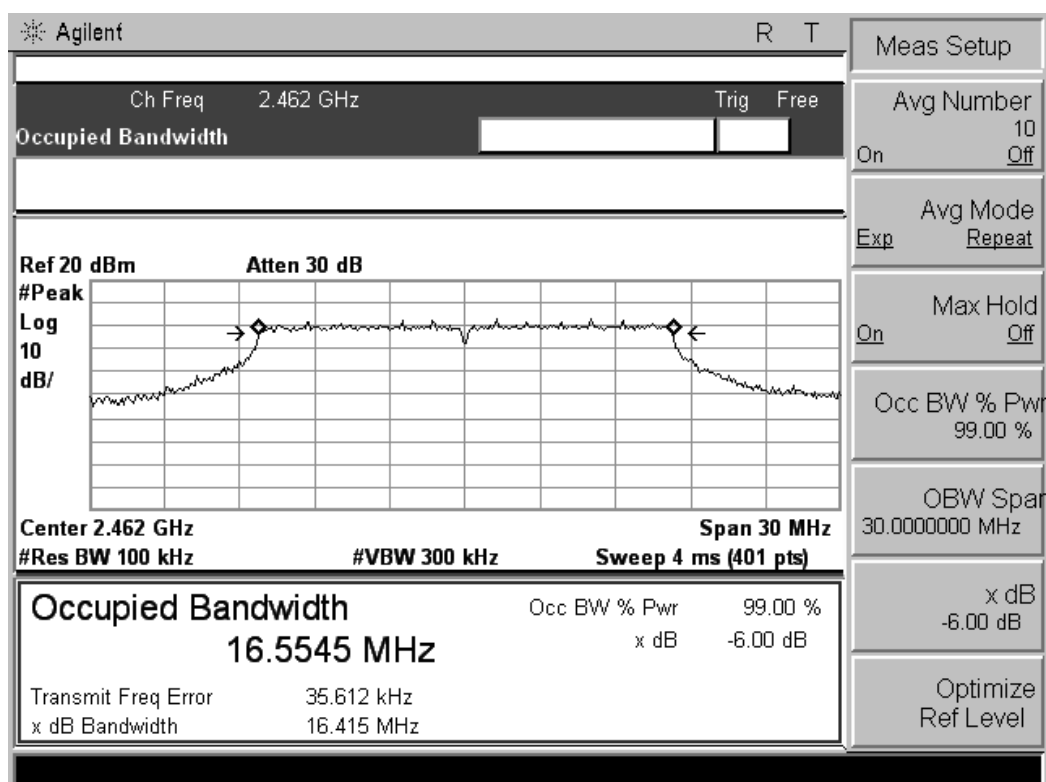 Agilent
R T
Ch Freq 2.462 GHz Trig Free
Occupied Bandwidth
Ref 20 dBm Atten 30 dB
#Peak
Log
10
dB/
Center 2.462 GHz Span 30 MHz
#Res BW 100 kHz #VBW 300 kHz Sweep 4 ms (401 pts)
Occupied Bandwidth
16.5545 MHz
Occ BW % Pwr 99.00 %
x dB -6.00 dB
Transmit Freq Error 35.612 kHz
x dB Bandwidth 16.415 MHz
Meas Setup
Avg Number
10
On Off
Avg Mode
Exp Repeat
Max Hold
On Off
Occ BW % Pwr
99.00 %
OBW Span
30.0000000 MHz
x dB
-6.00 dB
Optimize
Ref Level